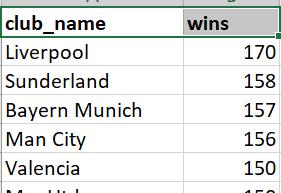 club_name wins
Liverpool 170
Sunderland 158
Bayern Munich 157
Man City 156
Valencia 150